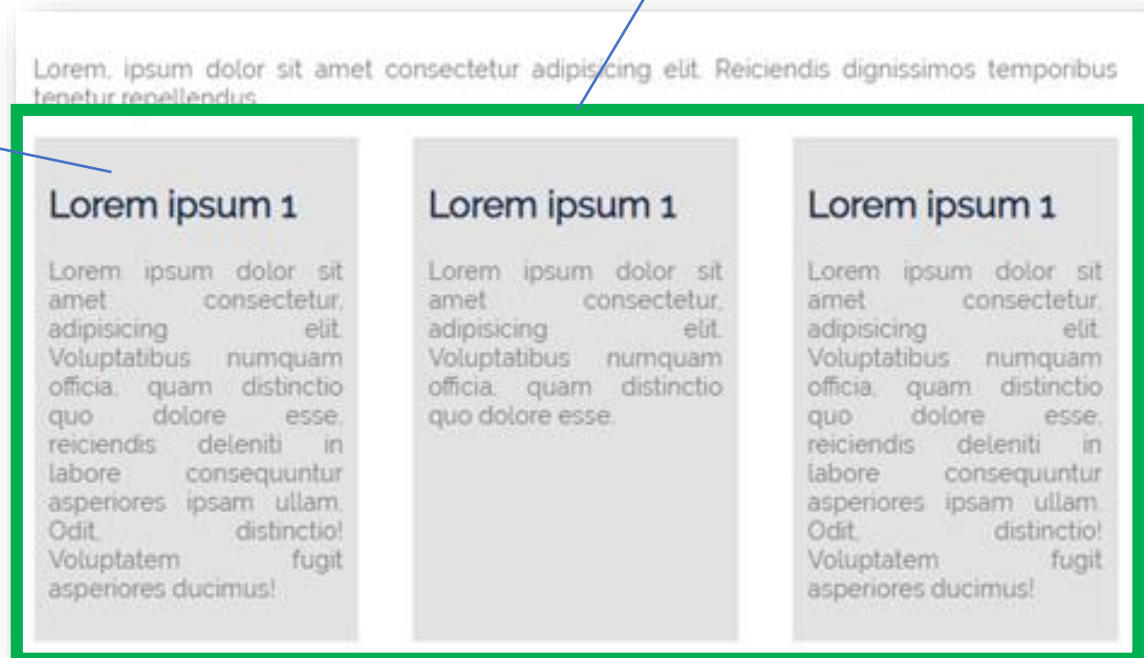 Lorem, ipsum dolor sit amet consectetur adipisicing elit. Reiciendis dignissimos temporibus
tenetur repellendus.
Lorem ipsum 1
Lorem ipsum dolor sit
amet consectetur,
adipisicing elit.
Voluptatibus numquam
officia, quam distinctio
quo dolore esse,
reiciendis deleniti in
labore consequuntur
asperiores ipsam ullam.
Odit, distinctio!
Voluptatem fugit
asperiores ducimus!
Lorem ipsum 1
Lorem ipsum dolor sit
amet consectetur,
adipisicing elit.
Voluptatibus numquam
officia, quam distinctio
quo dolore esse.
Lorem ipsum 1
Lorem ipsum dolor sit
amet consectetur,
adipisicing elit.
Voluptatibus numquam
officia, quam distinctio
quo dolore esse,
reiciendis deleniti in
labore consequuntur
asperiores ipsam ullam.
Odit, distinctio!
Voluptatem fugit
asperiores ducimus!